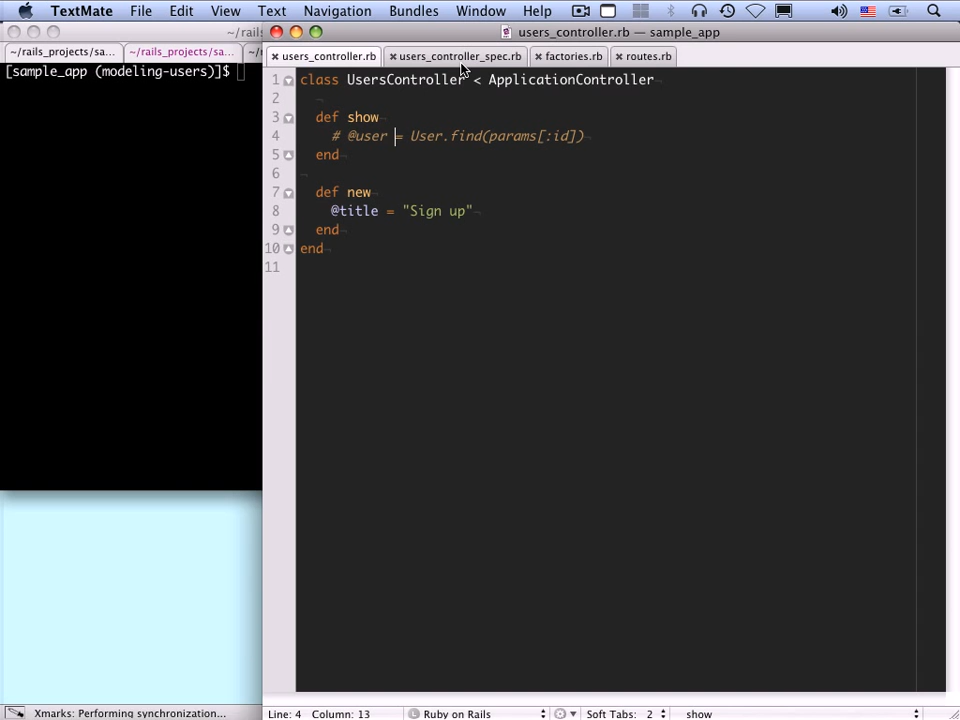 TextMate File Edit View Text Navigation Bundles Window Help
~/rails_
users_controller.rb — sample_app
~/rails_projects/sa... ~/rails_projects/sa... ~/r
users_controller.rb users_controller_spec.rb factories.rb routes.rb
[sample_app (modeling-users)]$
1 class UsersController < ApplicationController
2
3 def show
4 # @user = User.find(params[:id])
5 end
6
7 def new
8 @title = "Sign up"
9 end
10 end
11
Xmarks: Performing synchronization...
Line: 4 Column: 13 Ruby on Rails Soft Tabs: 2 show